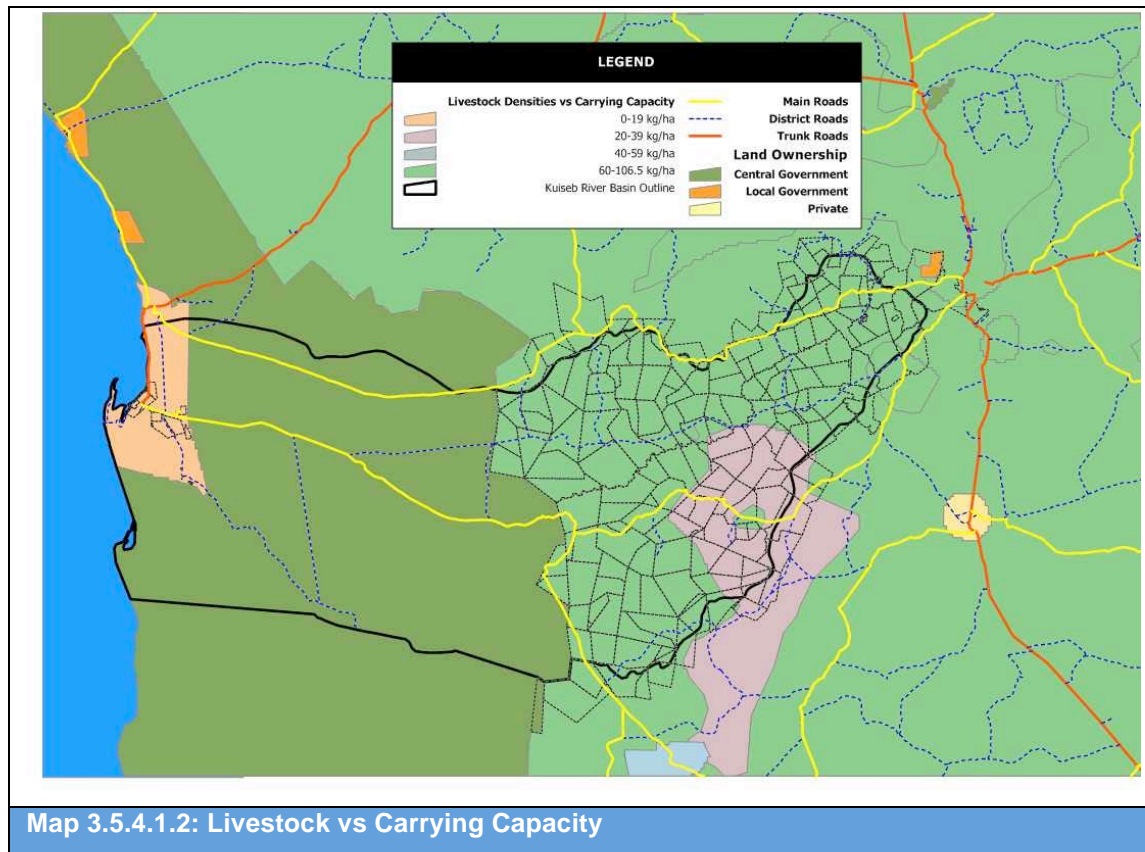 LEGEND
Livestock Densities vs Carrying Capacity
0-19 kg/ha
20-39 kg/ha
40-59 kg/ha
60-106.5 kg/ha
Kuiseb River Basin Outline
Main Roads
District Roads
Trunk Roads
Land Ownership
Central Government
Local Government
Private
Map 3.5.4.1.2: Livestock vs Carrying Capacity